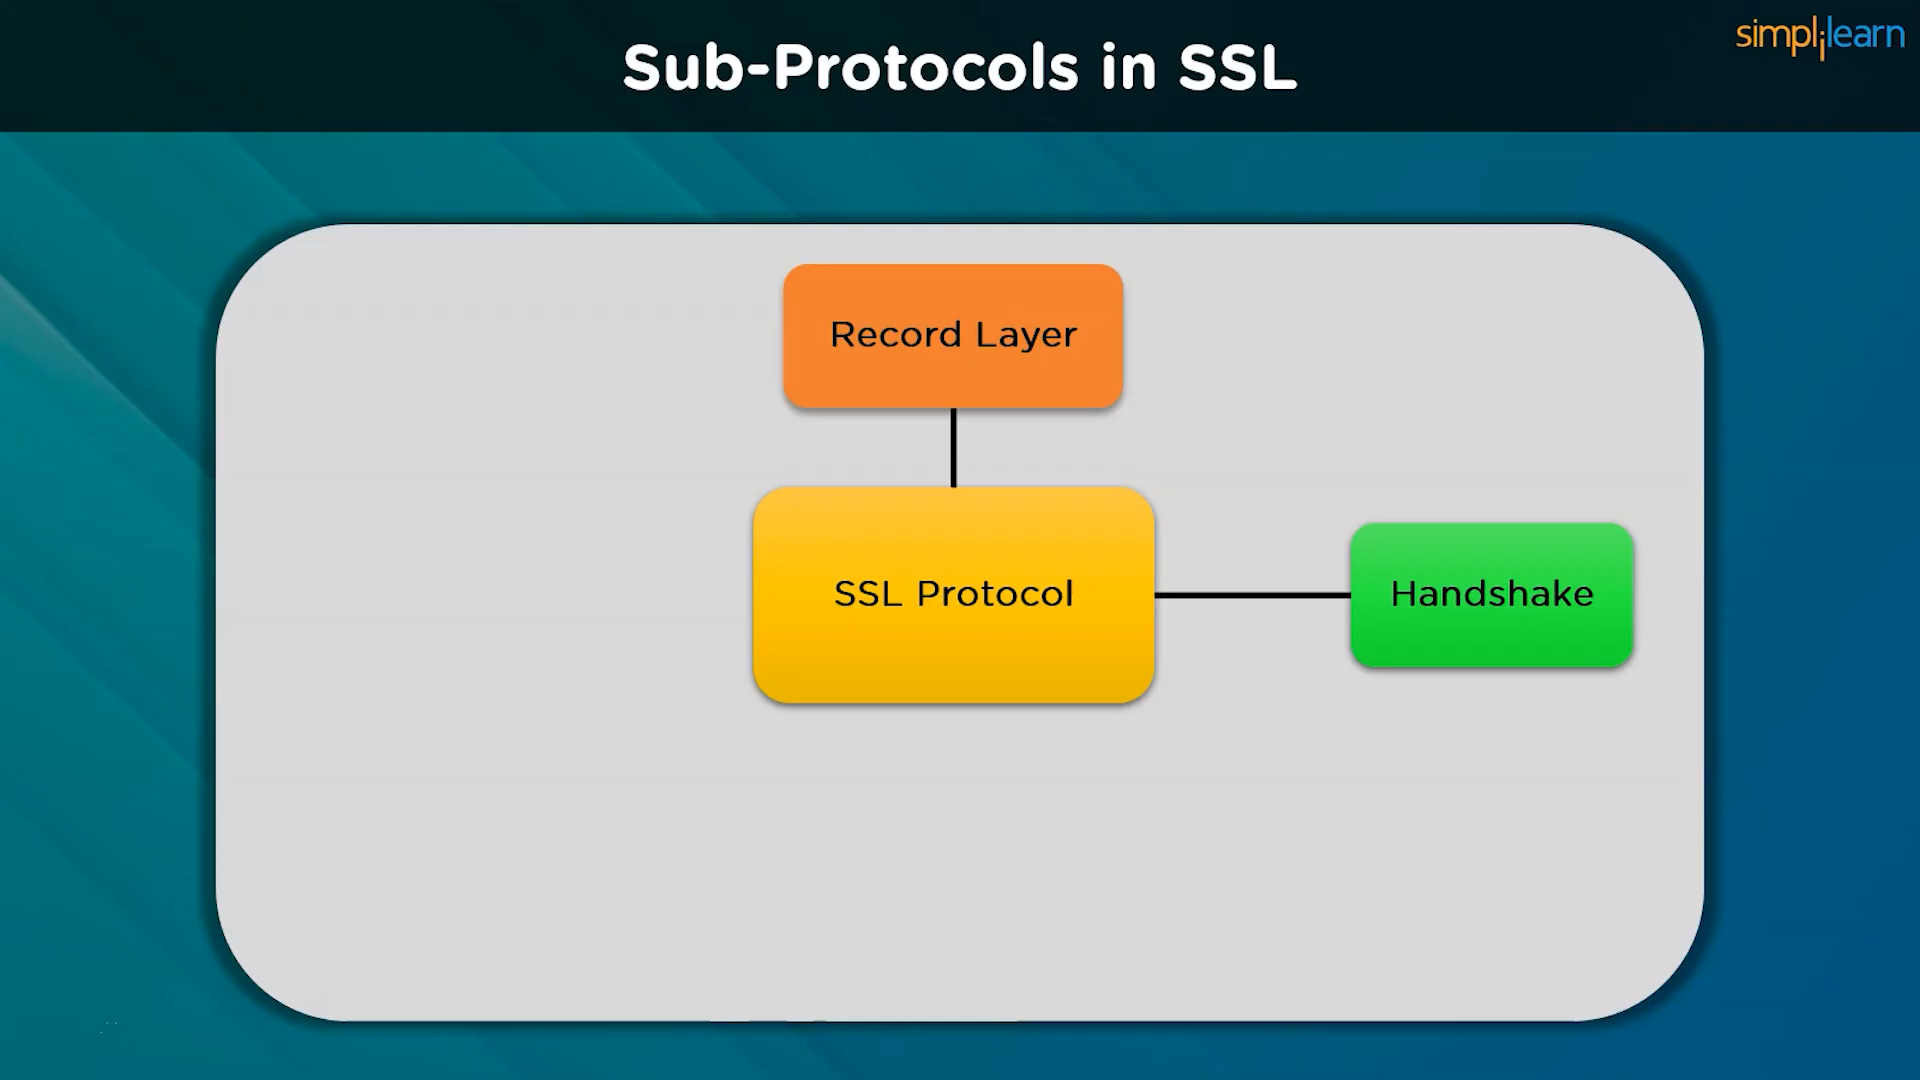 Sub-Protocols in SSL
simplilearn
Record Layer
SSL Protocol
Handshake